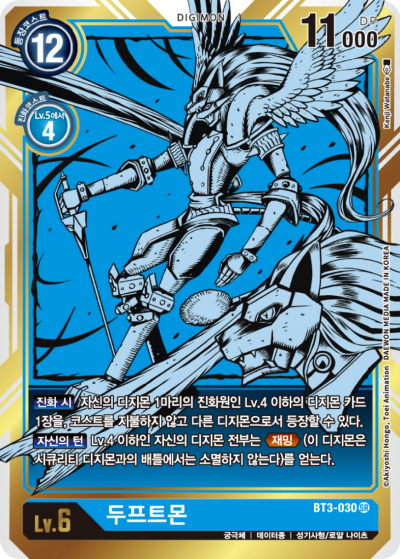 등장코스트
12
DIGIMON
DP
11000
진화코스트
Lv.5에서
4
Kenji Watanabe
©Akiyoshi Hongo, Toei Animation DAEWON MEDIA MADE IN KOREA
진화 시 자신의 디지몬 1마리의 진화원인 Lv.4 이하의 디지몬 카드
1장을, 코스트를 지불하지 않고 다른 디지몬으로서 등장할 수 있다.
자신의 턴 Lv.4 이하인 자신의 디지몬 전부는 재밍 (이 디지몬은
시큐리티 디지몬과의 배틀에서는 소멸하지 않는다)를 얻는다.
BT3-030 SR
Lv.6
두프트몬
궁극체 | 데이터종 | 성기사형/로얄 나이츠